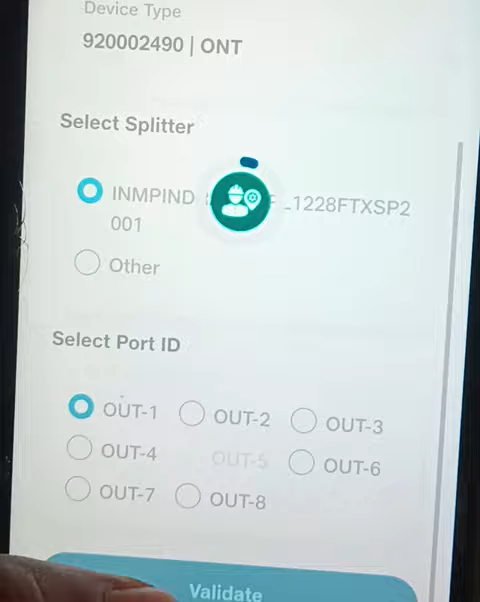 Device Type
920002490 | ONT
Select Splitter
INMPIND _1228FTXSP2
001
Other
Select Port ID
OUT-1 OUT-2 OUT-3
OUT-4 OUT-5 OUT-6
OUT-7 OUT-8
Validate